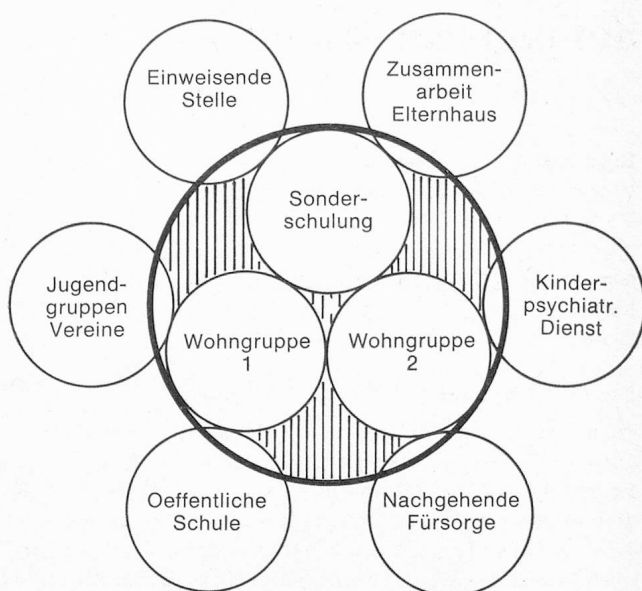 Einweisende
Stelle
Zusammen-
arbeit
Elternhaus
Sonder-
schulung
Jugend-
gruppen
Vereine
Kinder-
psychiatr.
Dienst
Wohngruppe
1
Wohngruppe
2
Oeffentliche
Schule
Nachgehende
Fürsorge